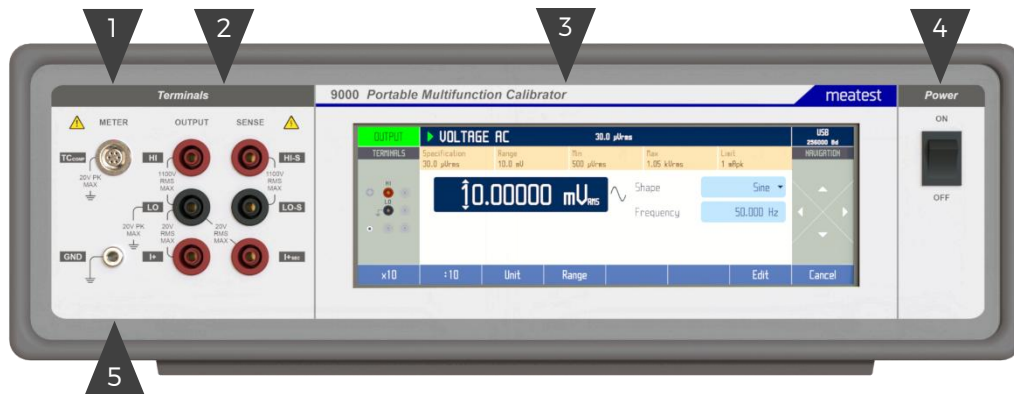 1
2
3
4
Terminals
9000 Portable Multifunction Calibrator
meatest
Power
METER
OUTPUT
SENSE
ON
OFF
TCCOMP
20V PK
MAX
HI
1100V
RMS
MAX
1100V
RMS
MAX
HI-S
LO
20V PK
MAX
20V
RMS
MAX
20V
RMS
MAX
LO-S
GND
I+
OUTPUT
VOLTAGE AC
30.0 µVrms
USB
256000 Bd
TERMINALS
Specification
30.0 µVrms
Range
10.0 mV
Min
500 µVrms
Max
1.05 kVrms
Limit
1 mApk
NAVIGATION
HI
LO
10.00000 mVRMS
Shape
Sine
Frequency
50.000 Hz
x10
:10
Unit
Range
Edit
Cancel
5